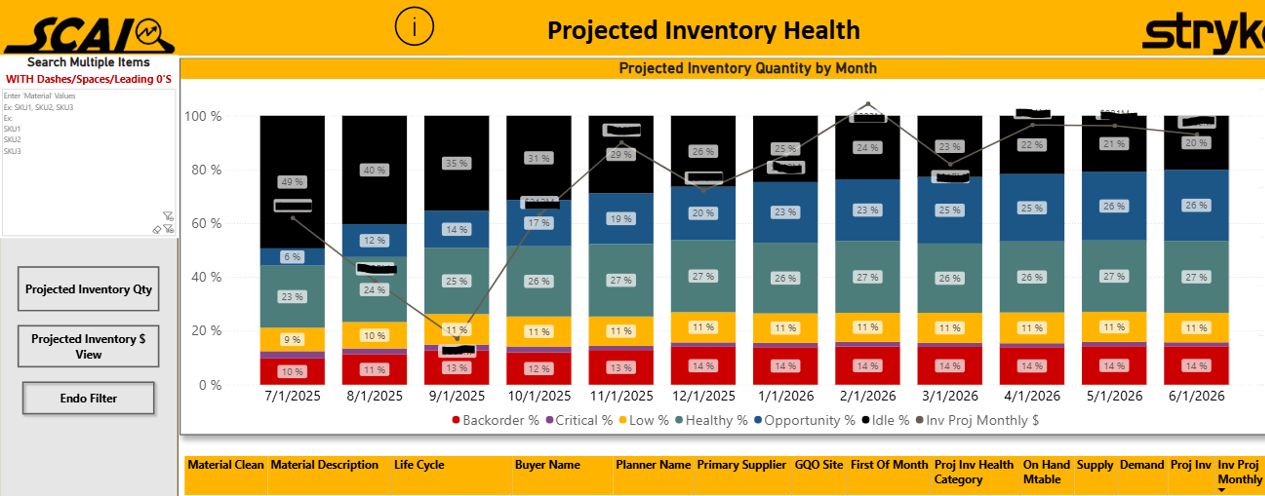 SCAI
i
Projected Inventory Health
Search Multiple Items
WITH Dashes/Spaces/Leading 0'S
Enter 'Material' Values
Ex: SKU1, SKU2, SKU3
Ex:
SKU1
SKU2
SKU3
Projected Inventory Qty
Projected Inventory $
View
Endo Filter
Projected Inventory Quantity by Month
100 %
80 %
60 %
40 %
20 %
0 %
49 % 40 % 35 % 31 % 29 % 26 % 25 % 24 % 23 % 22 % 21 % 20 %
6 % 12 % 14 % 17 % 19 % 20 % 23 % 23 % 25 % 25 % 26 % 26 %
23 % 24 % 25 % 26 % 27 % 27 % 26 % 27 % 26 % 26 % 27 % 27 %
9 % 10 % 11 % 11 % 11 % 11 % 11 % 11 % 11 % 11 % 11 % 11 %
10 % 11 % 13 % 12 % 13 % 14 % 14 % 14 % 14 % 14 % 14 % 14 %
7/1/2025 8/1/2025 9/1/2025 10/1/2025 11/1/2025 12/1/2025 1/1/2026 2/1/2026 3/1/2026 4/1/2026 5/1/2026 6/1/2026
Backorder % Critical % Low % Healthy % Opportunity % Idle % Inv Proj Monthly $
Material Clean Material Description Life Cycle Buyer Name Planner Name Primary Supplier GQO Site First Of Month Proj Inv Health On Hand Supply Demand Proj Inv Inv Proj
Category Mtable Monthly